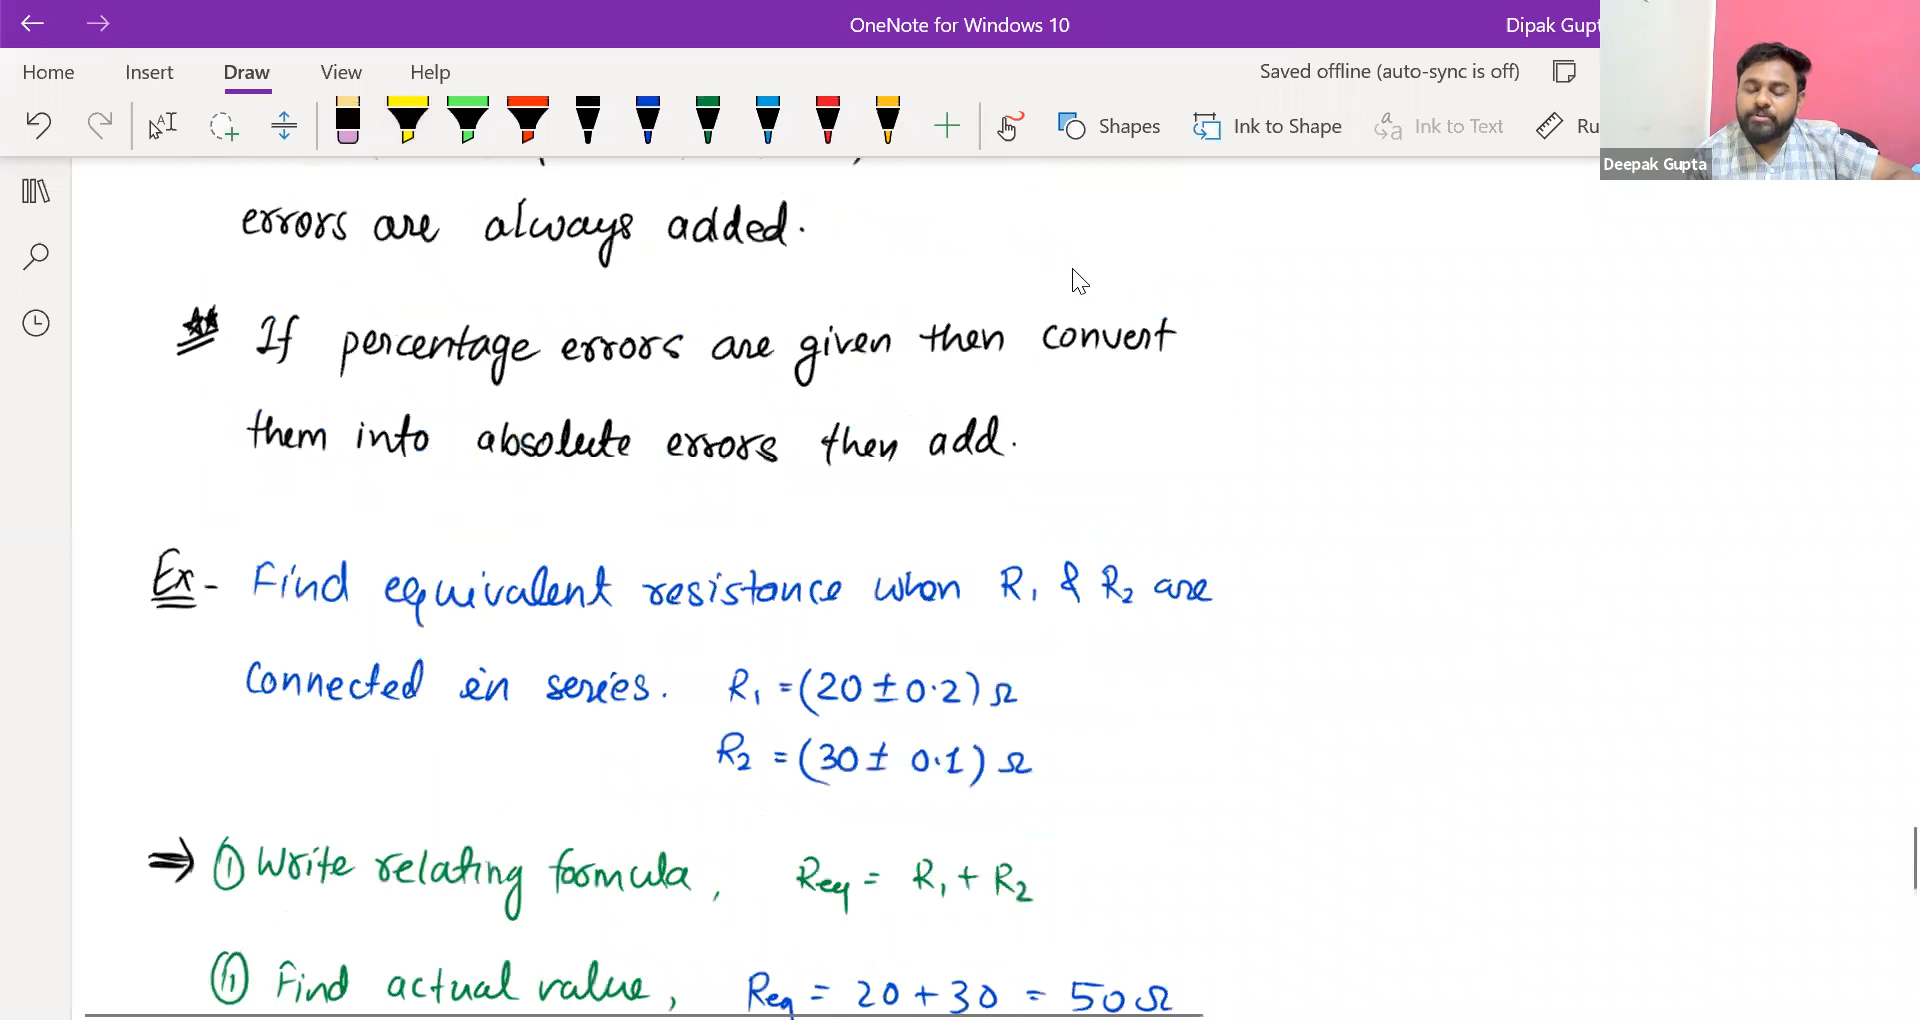 OneNote for Windows 10
Dipak Gupt
Home Insert Draw View Help
Saved offline (auto-sync is off)
Shapes Ink to Shape Ink to Text Ru
Deepak Gupta
errors are always added.
If percentage errors are given then convert
them into absolute errors then add.
Ex- Find equivalent resistance when R₁ & R₂ are
Connected in series. R₁ = (20 ± 0.2) Ω
R₂ = (30 ± 0.1) Ω
⇒ ① Write relating formula, Req = R₁ + R₂
ⓘⓘ Find actual value, Req = 20 + 30 = 50 Ω